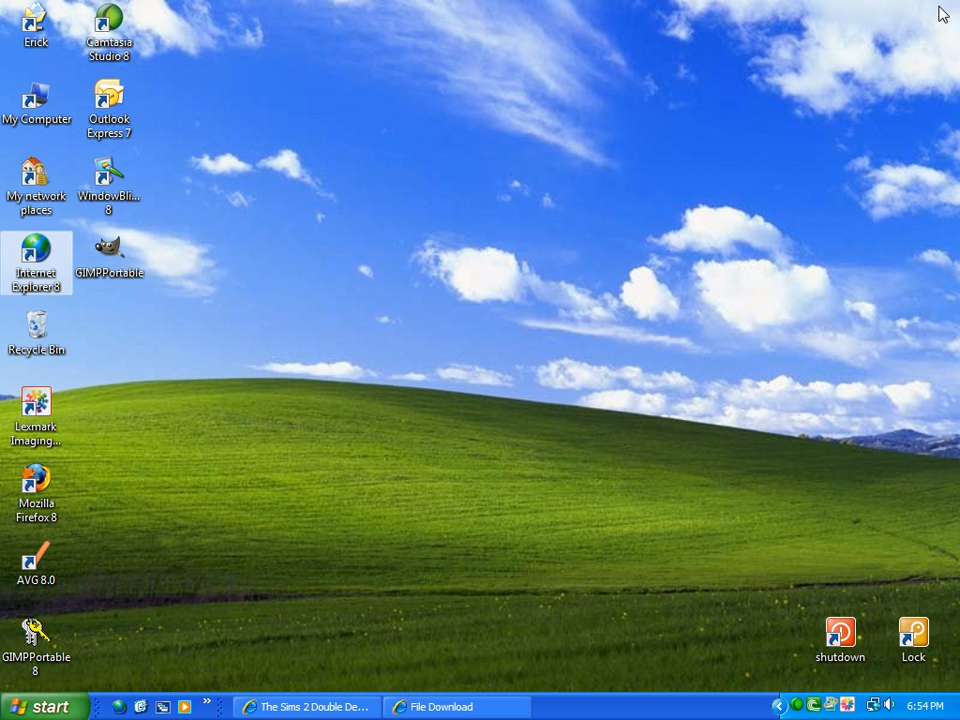 Erick
Camtasia
Studio 8
My Computer
Outlook
Express 7
My network
places
WindowBli...
8
Internet
Explorer 8
GIMPPortable
Recycle Bin
Lexmark
Imaging...
Mozilla
Firefox 8
AVG 8.0
GIMPPortable
8
shutdown
Lock
start
The Sims 2 Double De...
File Download
6:54 PM